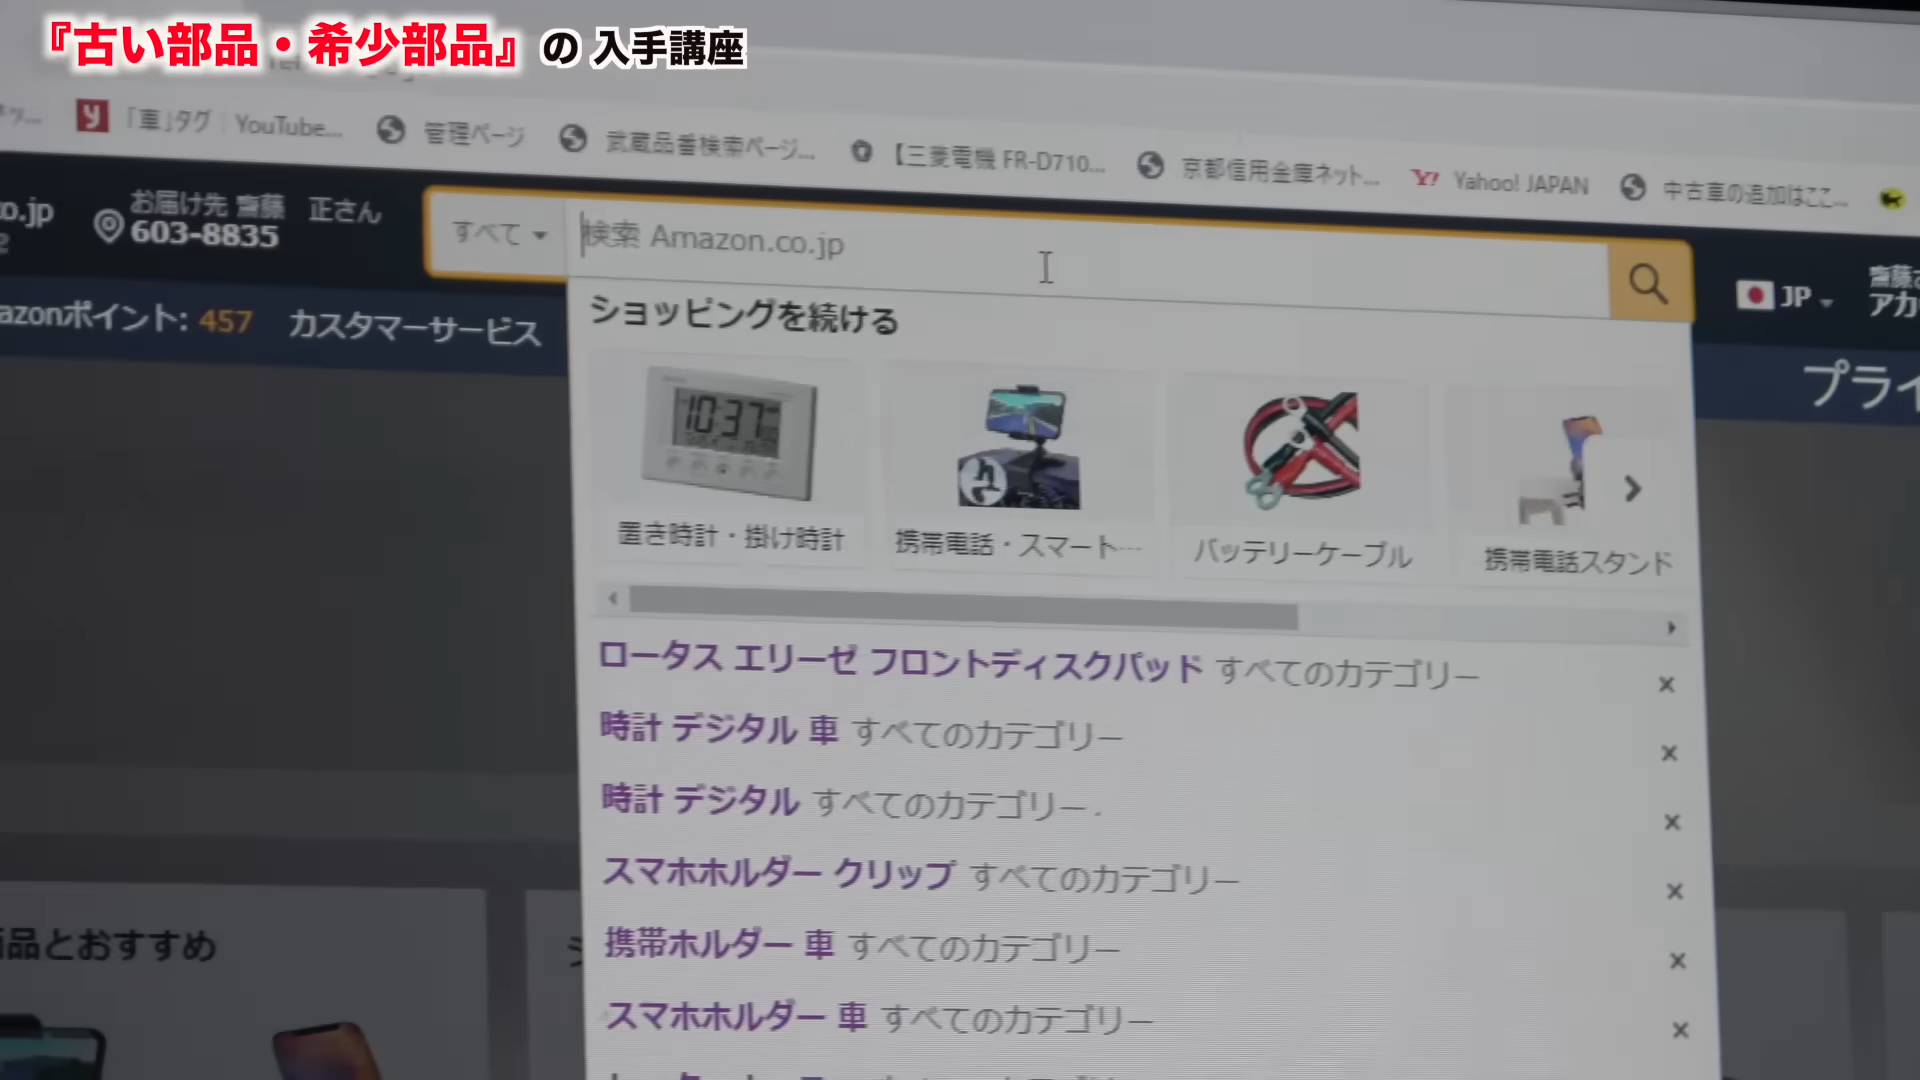 『古い部品・希少部品』の 入手講座
「車」タグ
YouTube...
管理ページ
武蔵品番検索ページ...
【三菱電機 FR-D710...
京都信用金庫ネット...
Y! Yahoo! JAPAN
中古車の追加はここ...
o.jp
お届け先 齋藤 正さん
603-8835
すべて
検索 Amazon.co.jp
JP
齋藤
アカ
azonポイント: 457
カスタマーサービス
プライ
ショッピングを続ける
10:37
置き時計・掛け時計
携帯電話・スマート…
バッテリーケーブル
携帯電話スタンド
ロータス エリーゼ フロントディスクパッド すべてのカテゴリー
時計 デジタル 車 すべてのカテゴリー
時計 デジタル すべてのカテゴリー
スマホホルダー クリップ すべてのカテゴリー
携帯ホルダー 車 すべてのカテゴリー
スマホホルダー 車 すべてのカテゴリー
品とおすすめ